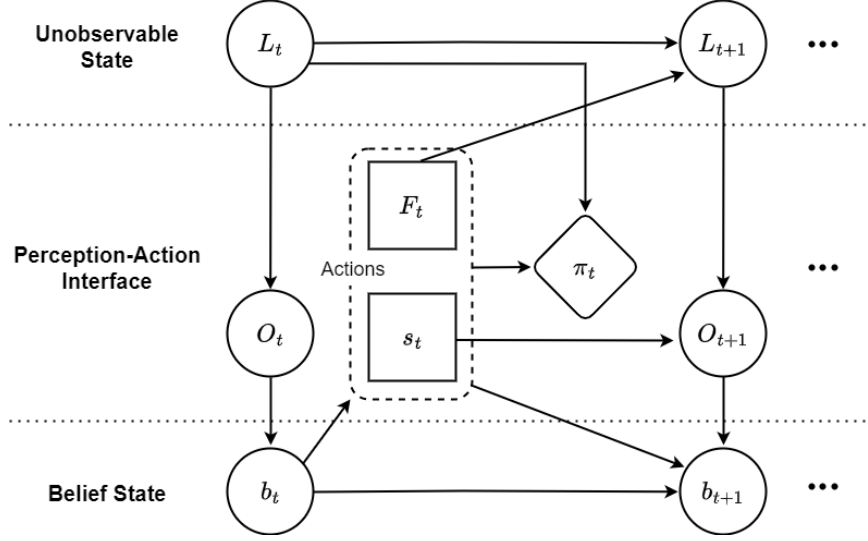 Unobservable
State
L_t
L_{t+1}
...
F_t
Perception-Action
Interface
Actions
π_t
...
O_t
s_t
O_{t+1}
Belief State
b_t
b_{t+1}
...